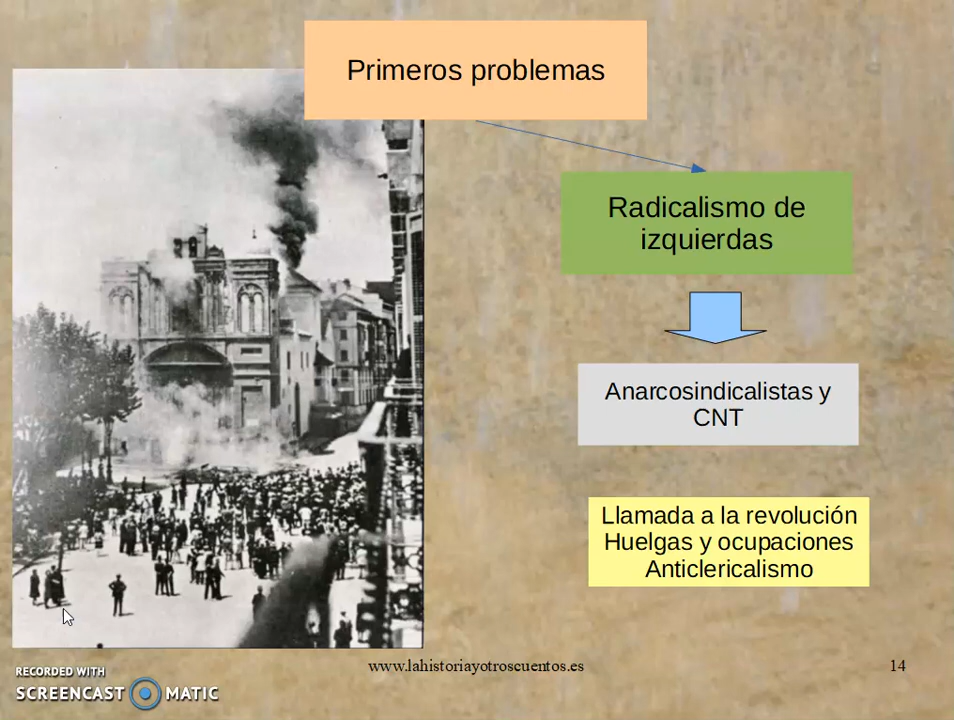 Primeros problemas
Radicalismo de
izquierdas
Anarcosindicalistas y
CNT
Llamada a la revolución
Huelgas y ocupaciones
Anticlericalismo
www.lahistoriayotroscuentos.es
14
RECORDED WITH
SCREENCAST MATIC